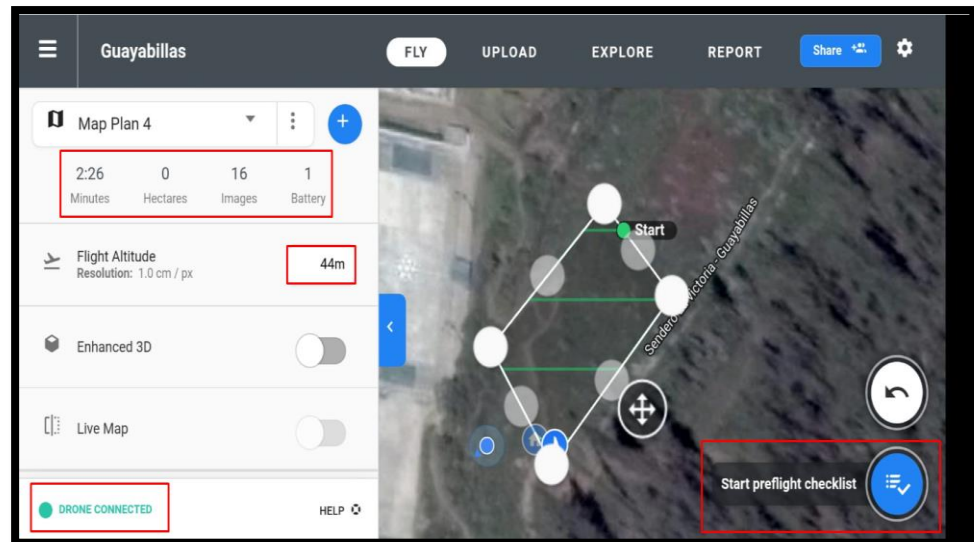 Guayabillas
FLY
UPLOAD
EXPLORE
REPORT
Share
Map Plan 4
2:26 0 16 1
Minutes Hectares Images Battery
Flight Altitude
Resolution: 1.0 cm / px
44m
Enhanced 3D
Live Map
DRONE CONNECTED
HELP
Start
Victoria - Guayabillas
Sendero
Start preflight checklist